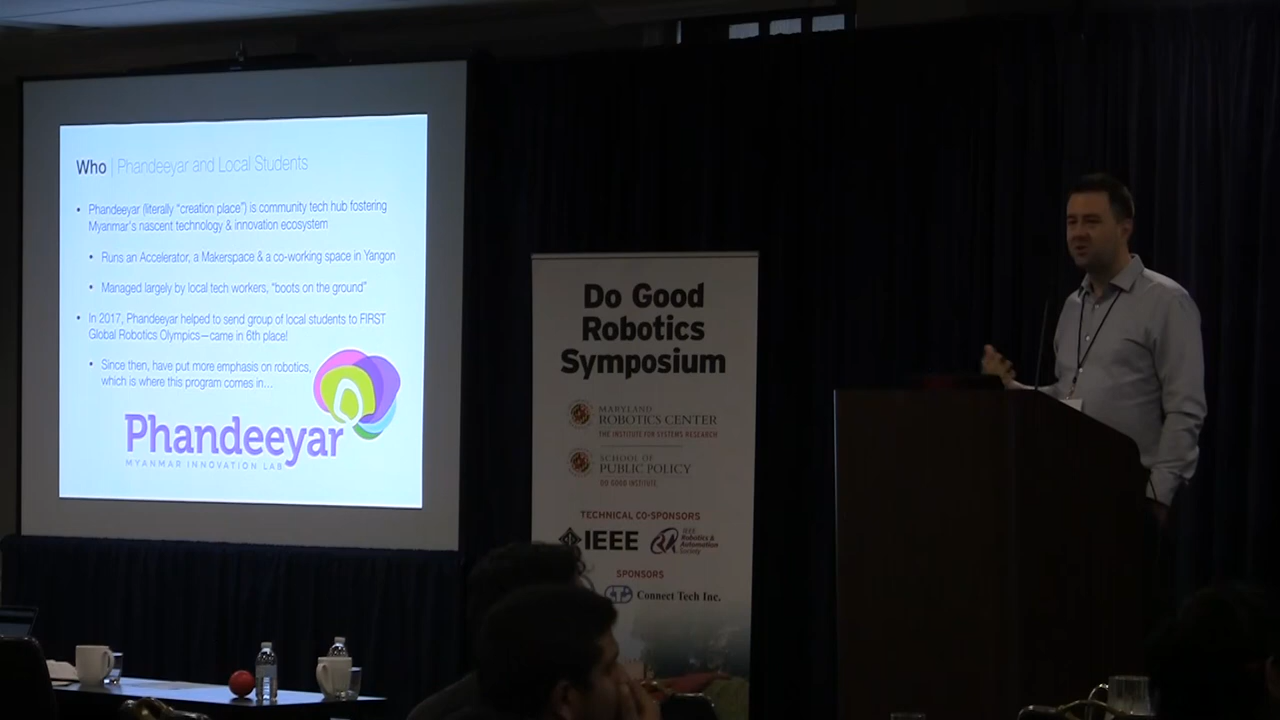 Who | Phandeeyar and Local Students
• Phandeeyar (literally "creation place") is community tech hub fostering
Myanmar's nascent technology & innovation ecosystem
• Runs an Accelerator, a Makerspace & a co-working space in Yangon
• Managed largely by local tech workers, "boots on the ground"
• In 2017, Phandeeyar helped to send group of local students to FIRST
Global Robotics Olympics—came in 6th place!
• Since then, have put more emphasis on robotics,
which is where this program comes in…
Phandeeyar
MYANMAR INNOVATION LAB
Do Good
Robotics
Symposium
MARYLAND
ROBOTICS CENTER
THE INSTITUTE FOR SYSTEMS RESEARCH
SCHOOL OF
PUBLIC POLICY
DO GOOD INSTITUTE
TECHNICAL CO-SPONSORS
IEEE
IEEE
Robotics &
Automation
Society
SPONSORS
Connect Tech Inc.